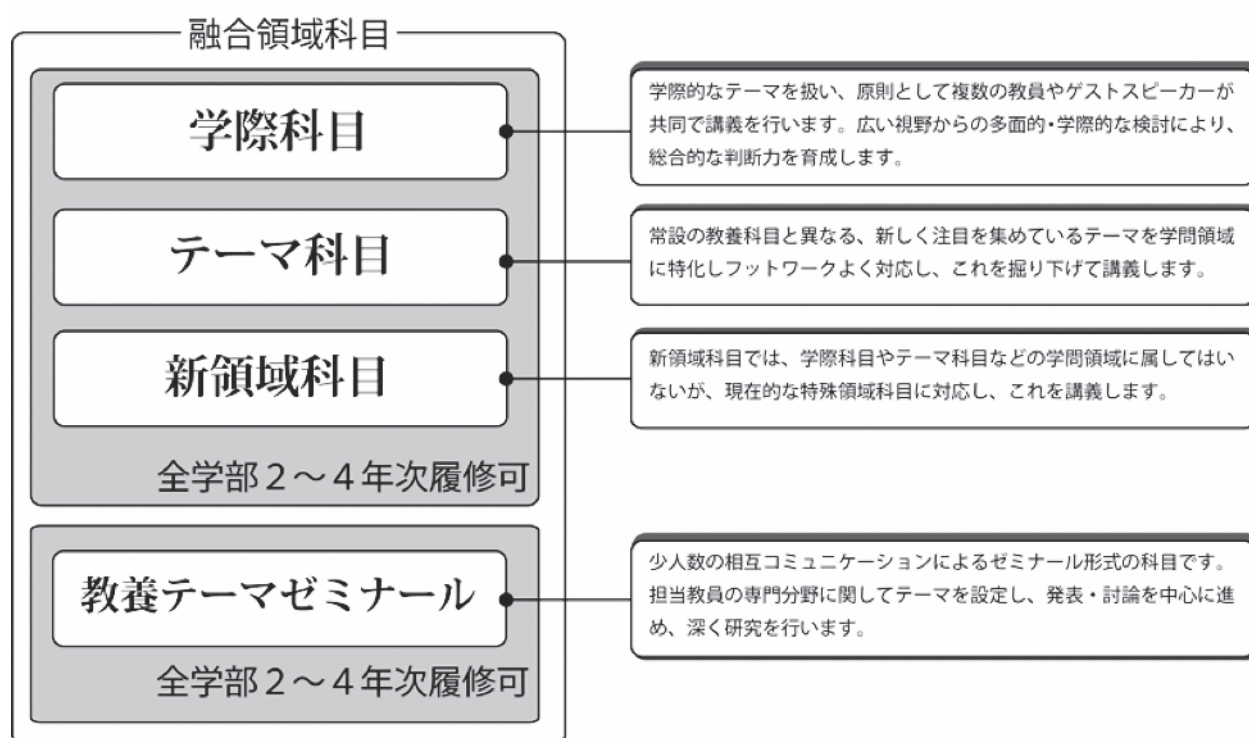 融合領域科目
学際科目
学際的なテーマを扱い、原則として複数の教員やゲストスピーカーが
共同で講義を行います。広い視野からの多面的・学際的な検討により、
総合的な判断力を育成します。
テーマ科目
常設の教養科目と異なる、新しく注目を集めているテーマを学問領域
に特化しフットワークよく対応し、これを掘り下げて講義します。
新領域科目
新領域科目では、学際科目やテーマ科目などの学問領域に属してはい
ないが、現在的な特殊領域科目に対応し、これを講義します。
全学部２～４年次履修可
教養テーマゼミナール
少人数の相互コミュニケーションによるゼミナール形式の科目です。
担当教員の専門分野に関してテーマを設定し、発表・討論を中心に進
め、深く研究を行います。
全学部２～４年次履修可